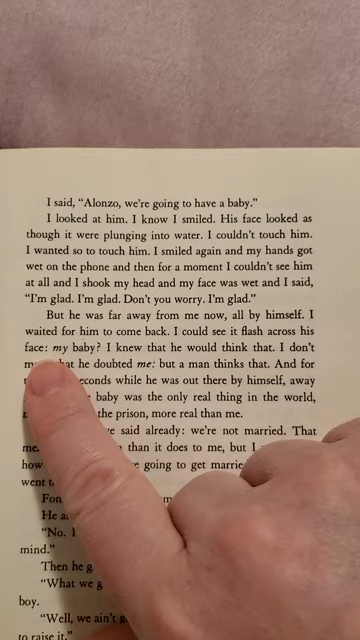 I said, “Alonzo, we’re going to have a baby.”
I looked at him. I know I smiled. His face looked as
though it were plunging into water. I couldn’t touch him.
I wanted so to touch him. I smiled again and my hands got
wet on the phone and then for a moment I couldn’t see him
at all and I shook my head and my face was wet and I said,
“I’m glad. I’m glad. Don’t you worry. I’m glad.”
But he was far away from me now, all by himself. I
waited for him to come back. I could see it flash across his
face: my baby? I knew that he would think that. I don’t
he doubted me: but a man thinks that. And for
while he was out there by himself, away
baby was the only real thing in the world,
the prison, more real than me.
said already: we’re not married. That
than it does to me, but I
how going to get
went
He
“No. I
mind.”
Then he
“What we
boy.
“Well, we ain’t
to raise it.”